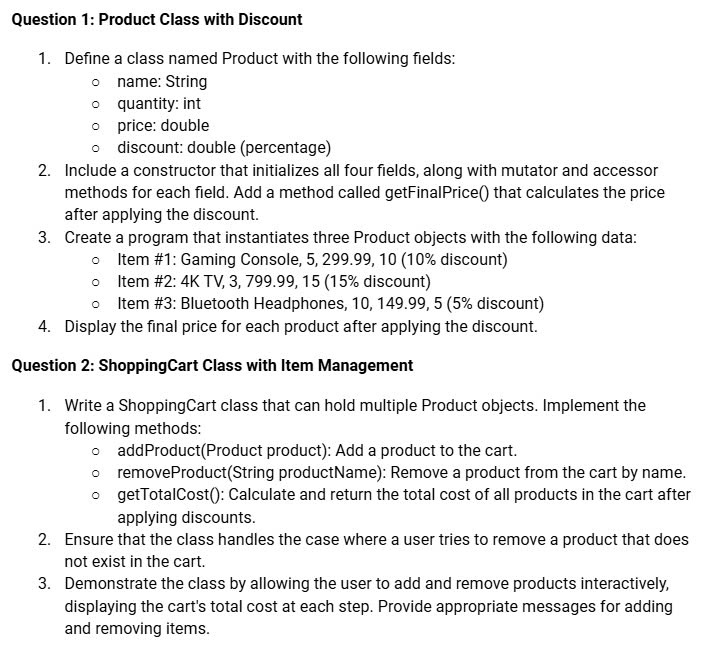 Question 1: Product Class with Discount
1. Define a class named Product with the following fields:
○ name: String
○ quantity: int
○ price: double
○ discount: double (percentage)
2. Include a constructor that initializes all four fields, along with mutator and accessor
methods for each field. Add a method called getFinalPrice() that calculates the price
after applying the discount.
3. Create a program that instantiates three Product objects with the following data:
○ Item #1: Gaming Console, 5, 299.99, 10 (10% discount)
○ Item #2: 4K TV, 3, 799.99, 15 (15% discount)
○ Item #3: Bluetooth Headphones, 10, 149.99, 5 (5% discount)
4. Display the final price for each product after applying the discount.
Question 2: ShoppingCart Class with Item Management
1. Write a ShoppingCart class that can hold multiple Product objects. Implement the
following methods:
○ addProduct(Product product): Add a product to the cart.
○ removeProduct(String productName): Remove a product from the cart by name.
○ getTotalCost(): Calculate and return the total cost of all products in the cart after
applying discounts.
2. Ensure that the class handles the case where a user tries to remove a product that does
not exist in the cart.
3. Demonstrate the class by allowing the user to add and remove products interactively,
displaying the cart's total cost at each step. Provide appropriate messages for adding
and removing items.